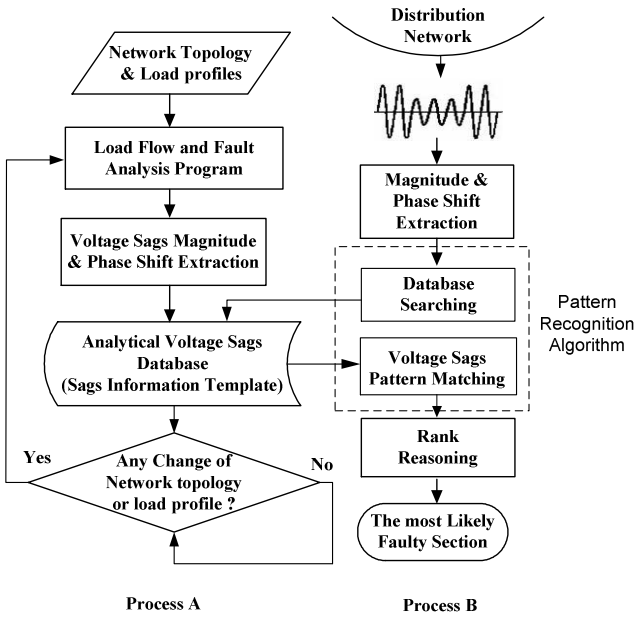 Network Topology
& Load profiles
Load Flow and Fault
Analysis Program
Voltage Sags Magnitude
& Phase Shift Extraction
Analytical Voltage Sags
Database
(Sags Information Template)
Yes
Any Change of
Network topology
or load profile ?
No
Process A
Distribution
Network
Magnitude &
Phase Shift
Extraction
Database
Searching
Voltage Sags
Pattern Matching
Pattern
Recognition
Algorithm
Rank
Reasoning
The most Likely
Faulty Section
Process B